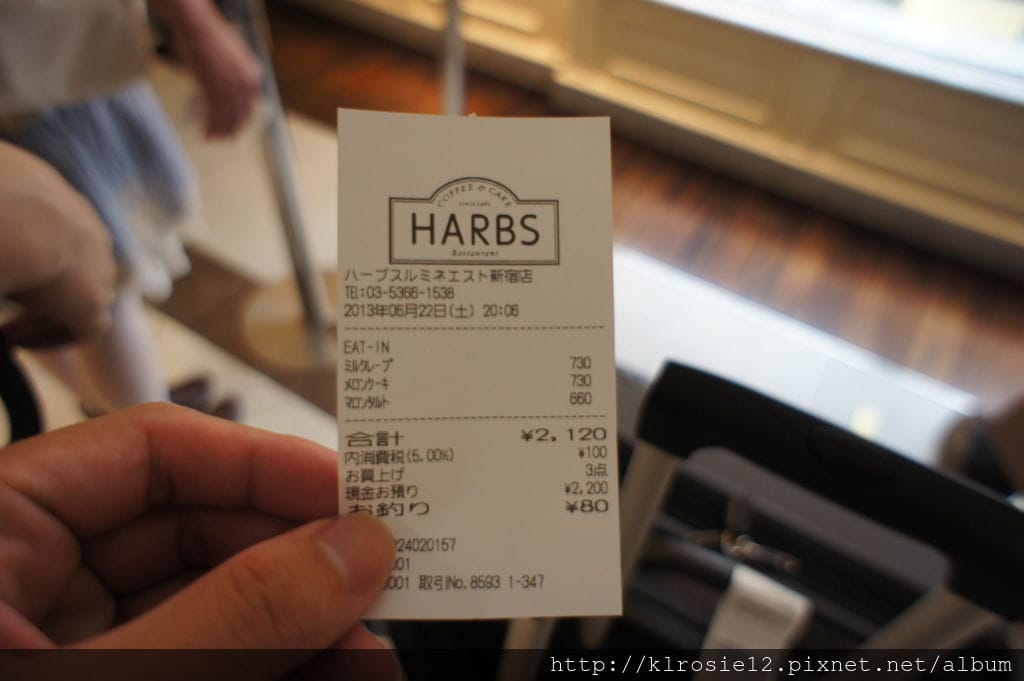 COFFEE & CAKE
since 1981
HARBS
Restaurant
ハーブスルミネエスト新宿店
TEL:03-5366-1538
2013年06月22日(土) 20:06
EAT-IN
ミルクレープ 730
メロンケーキ 730
マロンタルト 660
合計 ¥2,120
内消費税(5.00%) ¥100
お買上げ 3点
現金お預り ¥2,200
お釣り ¥80
224020157
001
0001 取引No.8593 1-347
http://klrosie12.pixnet.net/album